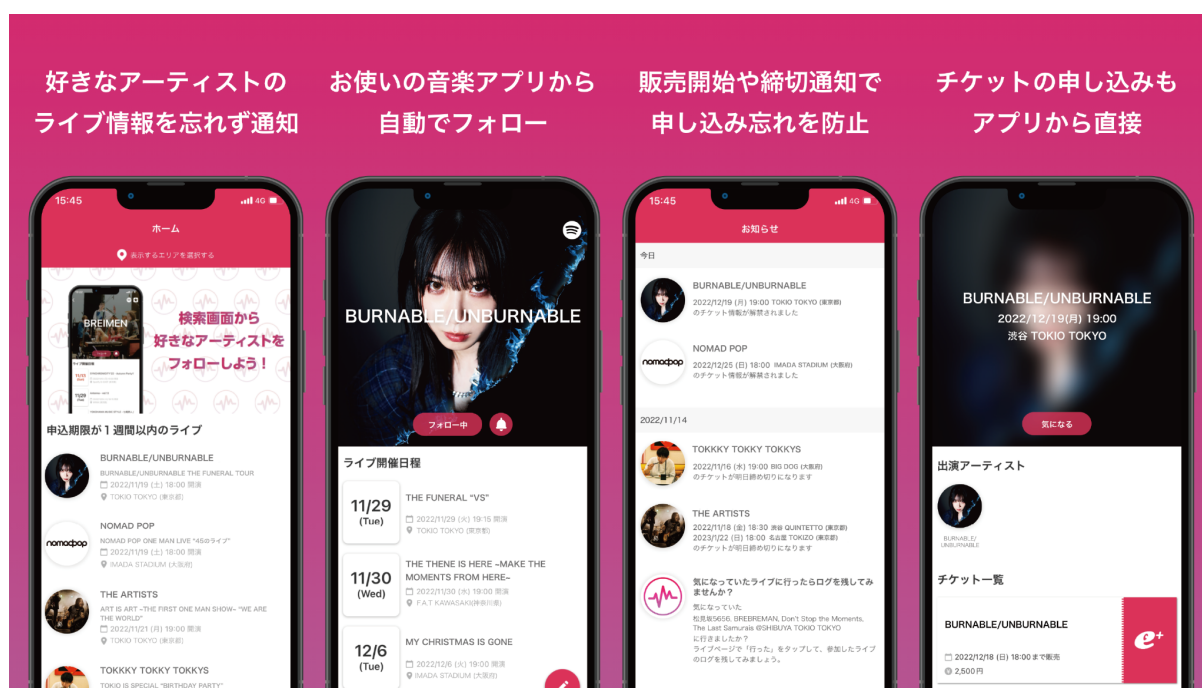 好きなアーティストの
ライブ情報を忘れず通知
15:45
4G
ホーム
表示するエリアを選択する
BREIMEN
検索画面から
好きなアーティストを
フォローしよう！
申込期限が1週間以内のライブ
BURNABLE/UNBURNABLE
BURNABLE/UNBURNABLE THE FUNERAL TOUR
2022/11/19 (土) 18:00 開演
TOKIO TOKYO (東京都)
nomadpop
NOMAD POP
NOMAD POP ONE MAN LIVE “45のライブ”
2022/11/19 (土) 18:00 開演
IMADA STADIUM (大阪府)
THE ARTISTS
ART IS ART -THE FIRST ONE MAN SHOW- “WE ARE
THE WORLD”
2022/11/21 (月) 19:00 開演
TOKIO TOKYO (東京都)
TOKKKY TOKKY TOKKYS
TOKIO IS SPECIAL “BIRTHDAY PARTY”
お使いの音楽アプリから
自動でフォロー
BURNABLE/UNBURNABLE
フォロー中
ライブ開催日程
11/29
(Tue)
THE FUNERAL “VS”
2022/11/29 (火) 19:15 開演
TOKIO TOKYO (東京都)
11/30
(Wed)
THE THENE IS HERE -MAKE THE
MOMENTS FROM HERE-
2022/11/30 (水) 19:00 開演
F A T KAWASAKI(神奈川県)
12/6
(Tue)
MY CHRISTMAS IS GONE
2022/12/6 (火) 19:00 開演
IMADA STADIUM (大阪府)
販売開始や締切通知で
申し込み忘れを防止
15:45
4G
お知らせ
今日
BURNABLE/UNBURNABLE
2022/12/19 (月) 19:00 TOKIO TOKYO (東京都)
のチケット情報が解禁されました
nomadpop
NOMAD POP
2022/12/25 (日) 18:00 IMADA STADIUM (大阪府)
のチケット情報が解禁されました
2022/11/14
TOKKKY TOKKY TOKKYS
2022/11/16 (水) 19:00 BIG DOG (大阪府)
のチケットが明日締め切りになります
THE ARTISTS
2022/11/18 (金) 18:30 渋谷 QUINTETTO (東京都)
2023/1/22 (日) 18:00 名古屋 TOKIZO (東京都)
のチケットが明日締め切りになります
気になっていたライブに行ったらログを残してみ
ませんか？
気になっていた
松見坂5656, BREBREMAN, Don't Stop the Moments,
The Last Samurais @SHIBUYA TOKIO TOKYO
に行きましたか？
ライブページで「行った」をタップして、参加したライブ
のログを残してみましょう。
チケットの申し込みも
アプリから直接
BURNABLE/UNBURNABLE
2022/12/19(月) 19:00
渋谷 TOKIO TOKYO
気になる
出演アーティスト
BURNABLE/
UNBURNABLE
チケット一覧
BURNABLE/UNBURNABLE
2022/12/18 (日) 18:00まで販売
2,500円
e+